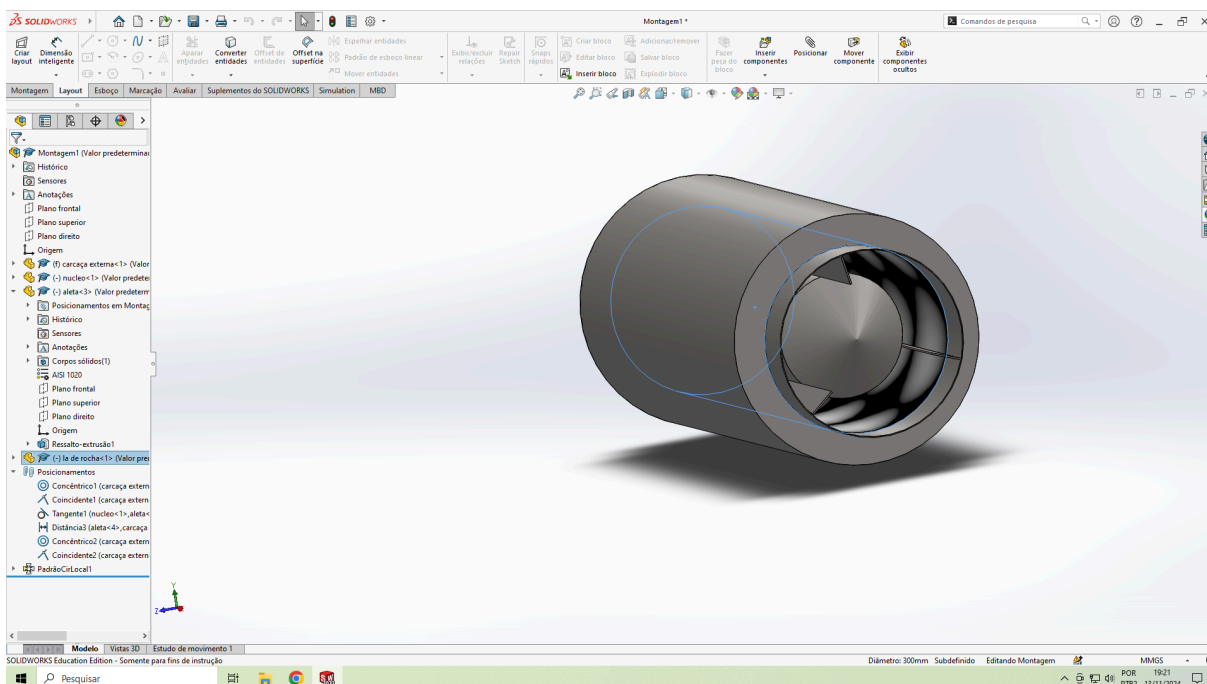 SOLIDWORKS
Montagem1 *
Comandos de pesquisa
Criar layout
Dimensão inteligente
Aparar entidades
Converter entidades
Offset de entidades
Offset na superfície
Espelhar entidades
Padrão de esboço linear
Mover entidades
Exibir/excluir relações
Repair Sketch
Snaps rápidos
Criar bloco
Editar bloco
Inserir bloco
Adicionar/remover
Salvar bloco
Explodir bloco
Fazer peça do bloco
Inserir componentes
Posicionar
Mover componente
Exibir componentes ocultos
Montagem Layout Esboço Marcação Avaliar Suplementos do SOLIDWORKS Simulation MBD
Montagem1 (Valor predeterminad
Histórico
Sensores
Anotações
Plano frontal
Plano superior
Plano direito
Origem
(f) carcaça externa<1> (Valor
(-) nucleo<1> (Valor predeter
(-) aleta<3> (Valor predeterm
Posicionamentos em Montag
Histórico
Sensores
Anotações
Corpos sólidos(1)
AISI 1020
Plano frontal
Plano superior
Plano direito
Origem
Ressalto-extrusão1
(-) la de rocha<1> (Valor pre
Posicionamentos
Concêntrico1 (carcaça extern
Coincidente1 (carcaça extern
Tangente1 (nucleo<1>,aleta<
Distância3 (aleta<4>,carcaça
Concêntrico2 (carcaça extern
Coincidente2 (carcaça extern
PadrãoCirLocal1
Y
Z
Modelo Vistas 3D Estudo de movimento 1
SOLIDWORKS Education Edition - Somente para fins de instrução
Diâmetro: 300mm Subdefinido Editando Montagem MMGS
Pesquisar
POR 19:21
PTB2 13/11/2024